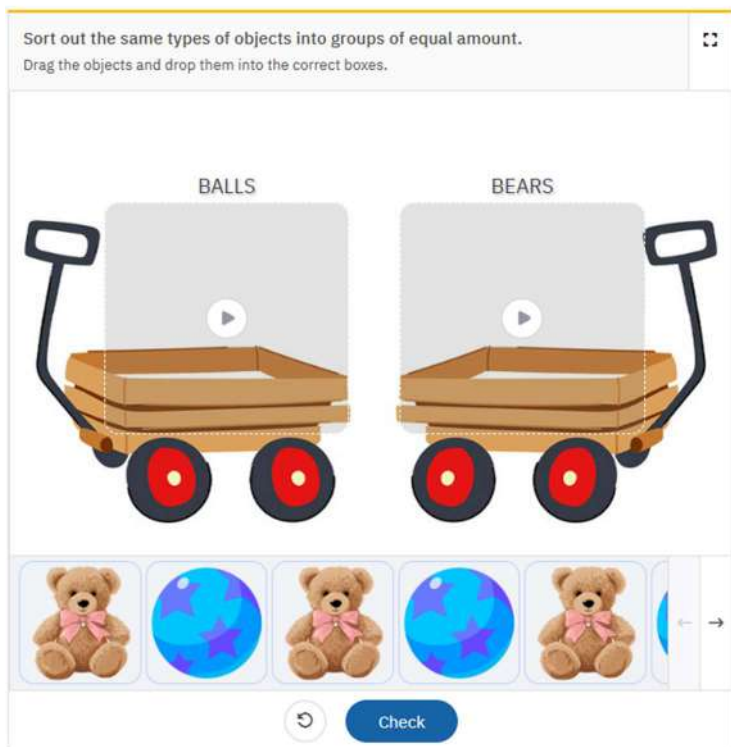 Sort out the same types of objects into groups of equal amount.
Drag the objects and drop them into the correct boxes.
BALLS
BEARS
Check